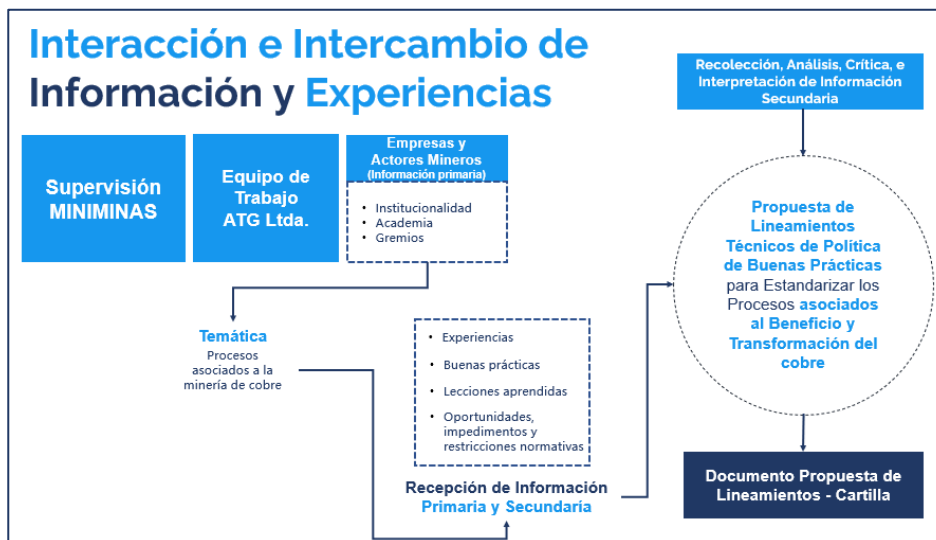 Interacción e Intercambio de
Información y Experiencias
Supervisión
MINIMINAS
Equipo de
Trabajo
ATG Ltda.
Empresas y
Actores Mineros
(Información primaria)
• Institucionalidad
• Academia
• Gremios
Temática
Procesos
asociados a la
minería de cobre
• Experiencias
• Buenas prácticas
• Lecciones aprendidas
• Oportunidades,
impedimentos y
restricciones normativas
Recepción de Información
Primaria y Secundaría
Recolección, Análisis, Crítica, e
Interpretación de Información
Secundaria
Propuesta de
Lineamientos
Técnicos de Política
de Buenas Prácticas
para Estandarizar los
Procesos asociados
al Beneficio y
Transformación del
cobre
Documento Propuesta de
Lineamientos - Cartilla